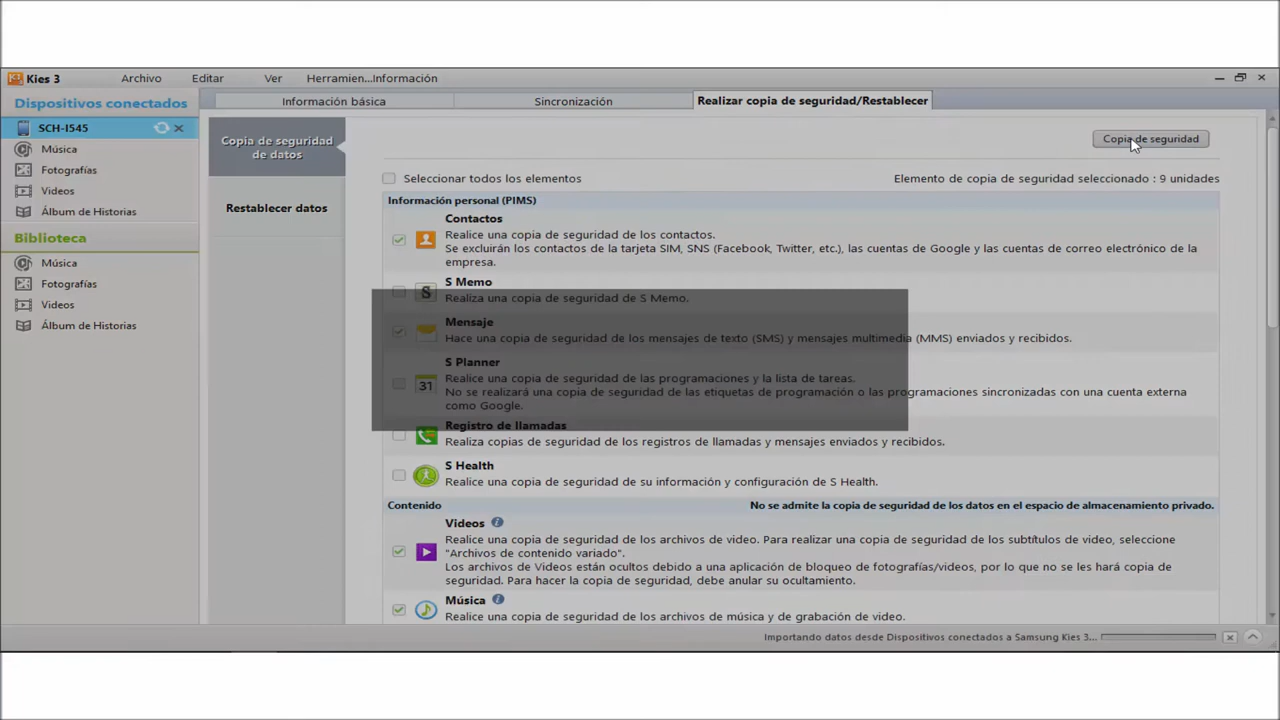 Kies 3
Archivo Editar Ver Herramien...Información
Dispositivos conectados
SCH-I545
Música
Fotografías
Videos
Álbum de Historias
Biblioteca
Música
Fotografías
Videos
Álbum de Historias
Información básica
Sincronización
Realizar copia de seguridad/Restablecer
Copia de seguridad
de datos
Restablecer datos
Copia de seguridad
Seleccionar todos los elementos
Elemento de copia de seguridad seleccionado : 9 unidades
Información personal (PIMS)
Contactos
Realice una copia de seguridad de los contactos.
Se excluirán los contactos de la tarjeta SIM, SNS (Facebook, Twitter, etc.), las cuentas de Google y las cuentas de correo electrónico de la
empresa.
S Memo
Realiza una copia de seguridad de S Memo.
Mensaje
Hace una copia de seguridad de los mensajes de texto (SMS) y mensajes multimedia (MMS) enviados y recibidos.
S Planner
31
Realice una copia de seguridad de las programaciones y la lista de tareas.
No se realizará una copia de seguridad de las etiquetas de programación o las programaciones sincronizadas con una cuenta externa
como Google.
Registro de llamadas
Realiza copias de seguridad de los registros de llamadas y mensajes enviados y recibidos.
S Health
Realice una copia de seguridad de su información y configuración de S Health.
Contenido
No se admite la copia de seguridad de los datos en el espacio de almacenamiento privado.
Videos
Realice una copia de seguridad de los archivos de video. Para realizar una copia de seguridad de los subtítulos de video, seleccione
"Archivos de contenido variado".
Los archivos de Videos están ocultos debido a una aplicación de bloqueo de fotografías/videos, por lo que no se les hará copia de
seguridad. Para hacer la copia de seguridad, debe anular su ocultamiento.
Música
Realice una copia de seguridad de los archivos de música y de grabación de video.
Importando datos desde Dispositivos conectados a Samsung Kies 3...